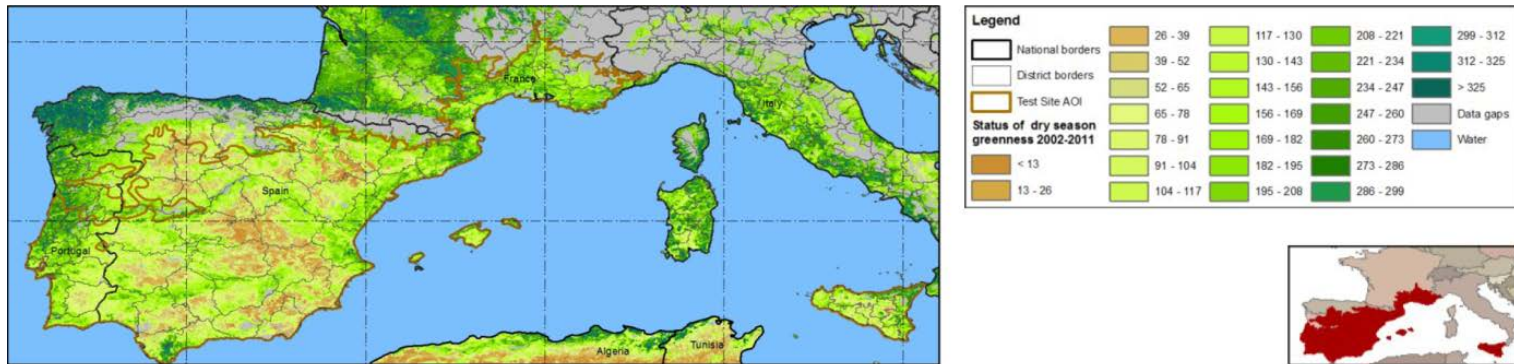 France
Italy
Spain
Portugal
Algeria
Tunisia
Legend
National borders
District borders
Test Site AOI
Status of dry season
greenness 2002-2011
< 13
13 - 26
26 - 39
39 - 52
52 - 65
65 - 78
78 - 91
91 - 104
104 - 117
117 - 130
130 - 143
143 - 156
156 - 169
169 - 182
182 - 195
195 - 208
208 - 221
221 - 234
234 - 247
247 - 260
260 - 273
273 - 286
286 - 299
299 - 312
312 - 325
> 325
Data gaps
Water